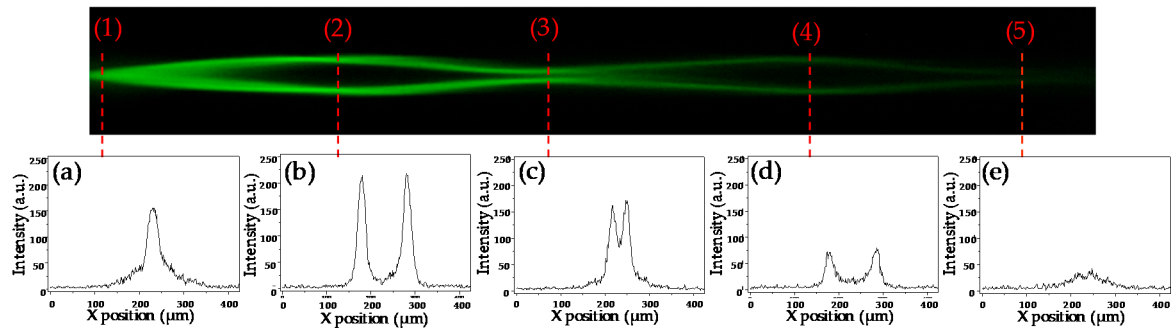 (1) (2) (3) (4) (5)
(a) (b) (c) (d) (e)
250 250 250 250 250
200 200 200 200 200
150 150 150 150 150
100 100 100 100 100
50 50 50 50 50
0 0 0 0 0
Intensity (a.u.) Intensity (a.u.) Intensity (a.u.) Intensity (a.u.) Intensity (a.u.)
0 100 200 300 400 0 100 200 300 400 0 100 200 300 400 0 100 200 300 400 0 100 200 300 400
X position (μm) X position (μm) X position (μm) X position (μm) X position (μm)